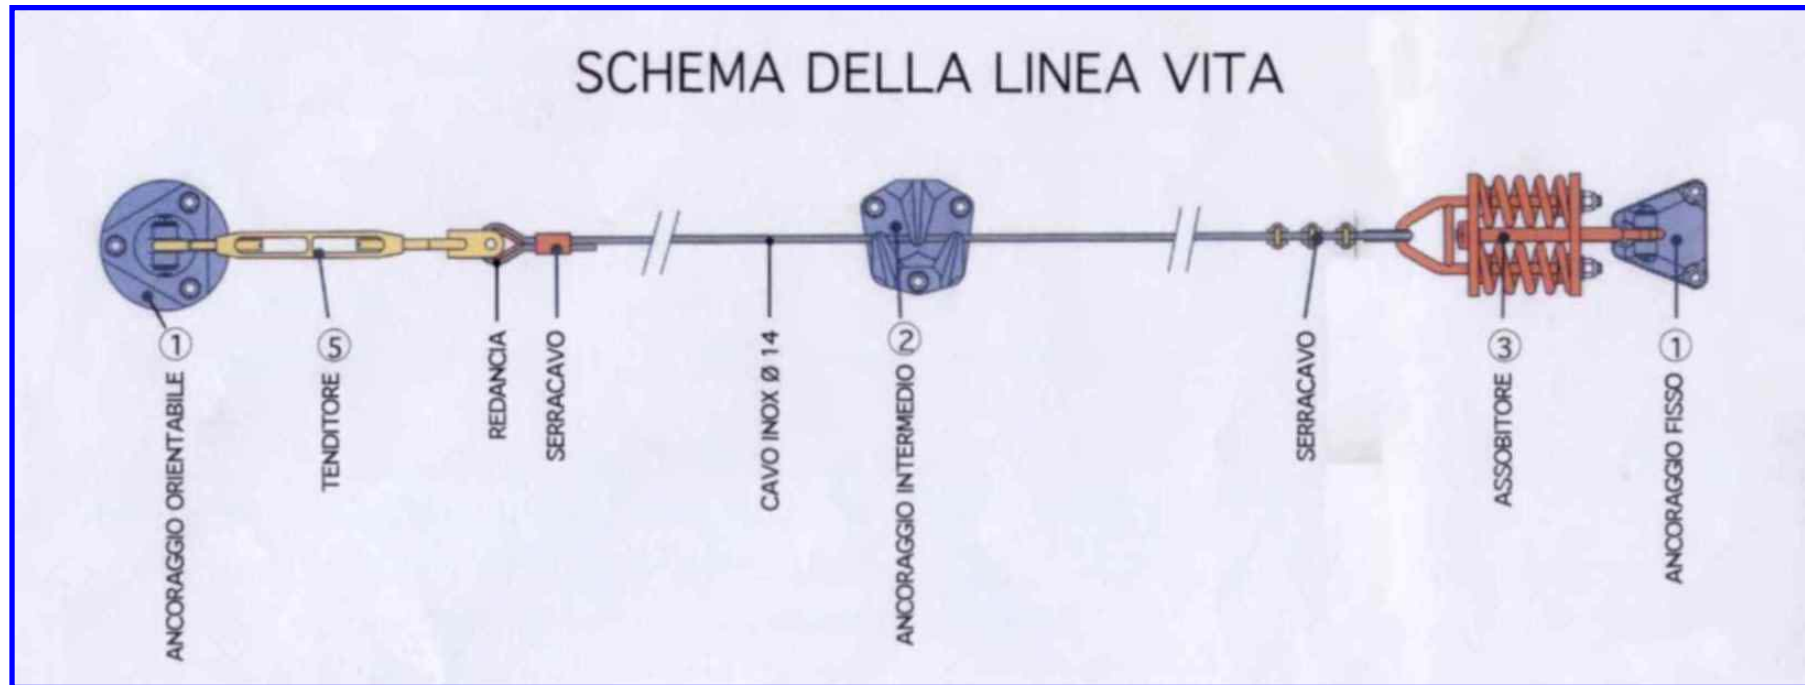 SCHEMA DELLA LINEA VITA
ANCORAGGIO ORIENTABILE ①
TENDITORE ⑤
REDANCIA
SERRACAVO
CAVO INOX Ø 14
ANCORAGGIO INTERMEDIO ②
SERRACAVO
ASSOBITORE ③
ANCORAGGIO FISSO ①